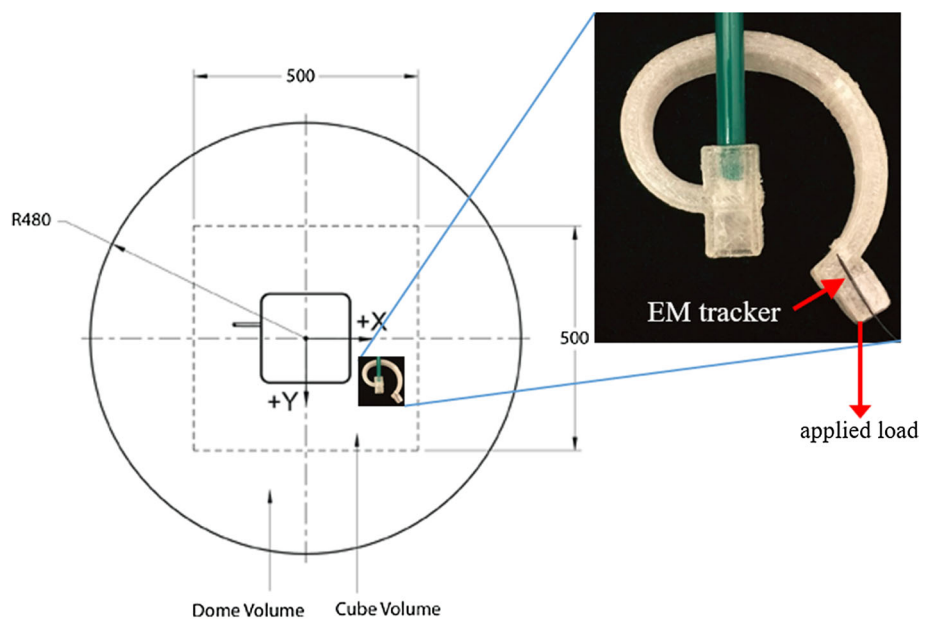 500
R480
+X
500
+Y
EM tracker
applied load
Dome Volume
Cube Volume